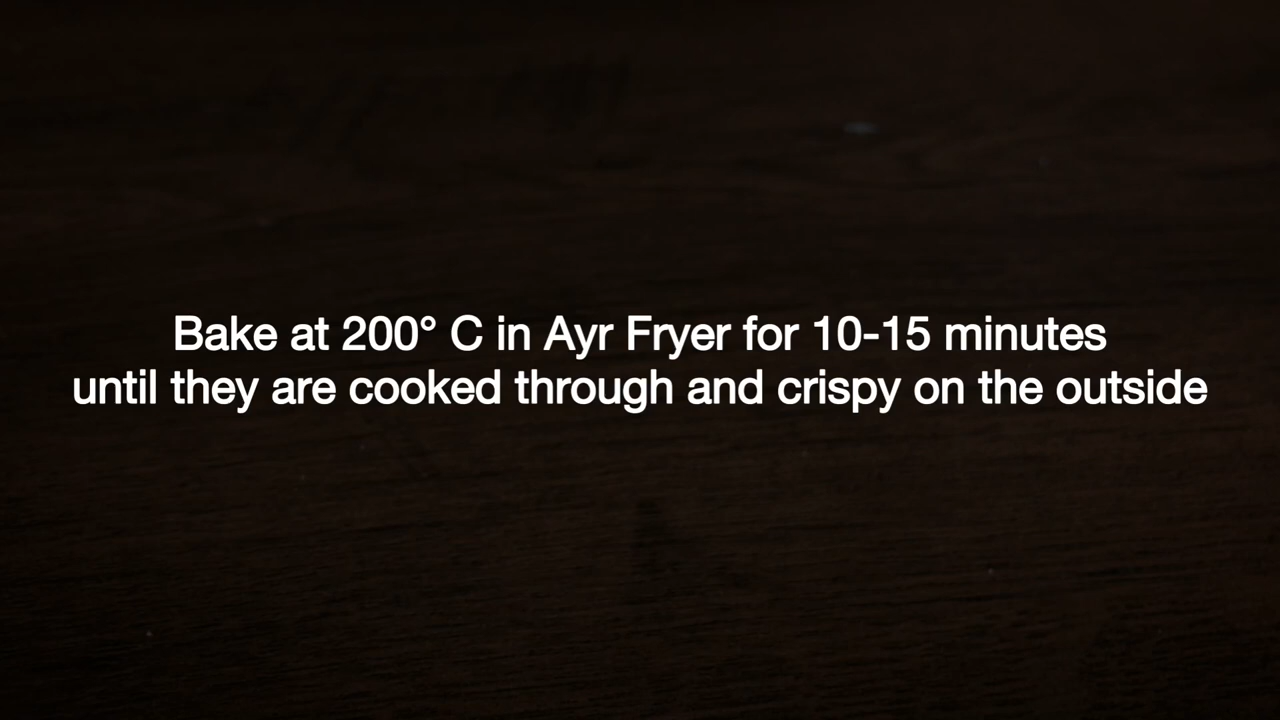 Bake at 200° C in Ayr Fryer for 10-15 minutes
until they are cooked through and crispy on the outside